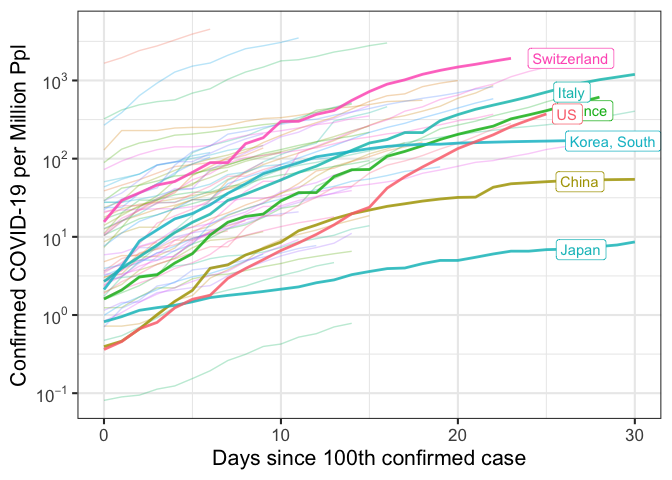 Confirmed COVID-19 per Million Ppl
10³
10²
10¹
10⁰
10⁻¹
Switzerland
Italy
nce
US
Korea, South
China
Japan
0
10
20
30
Days since 100th confirmed case